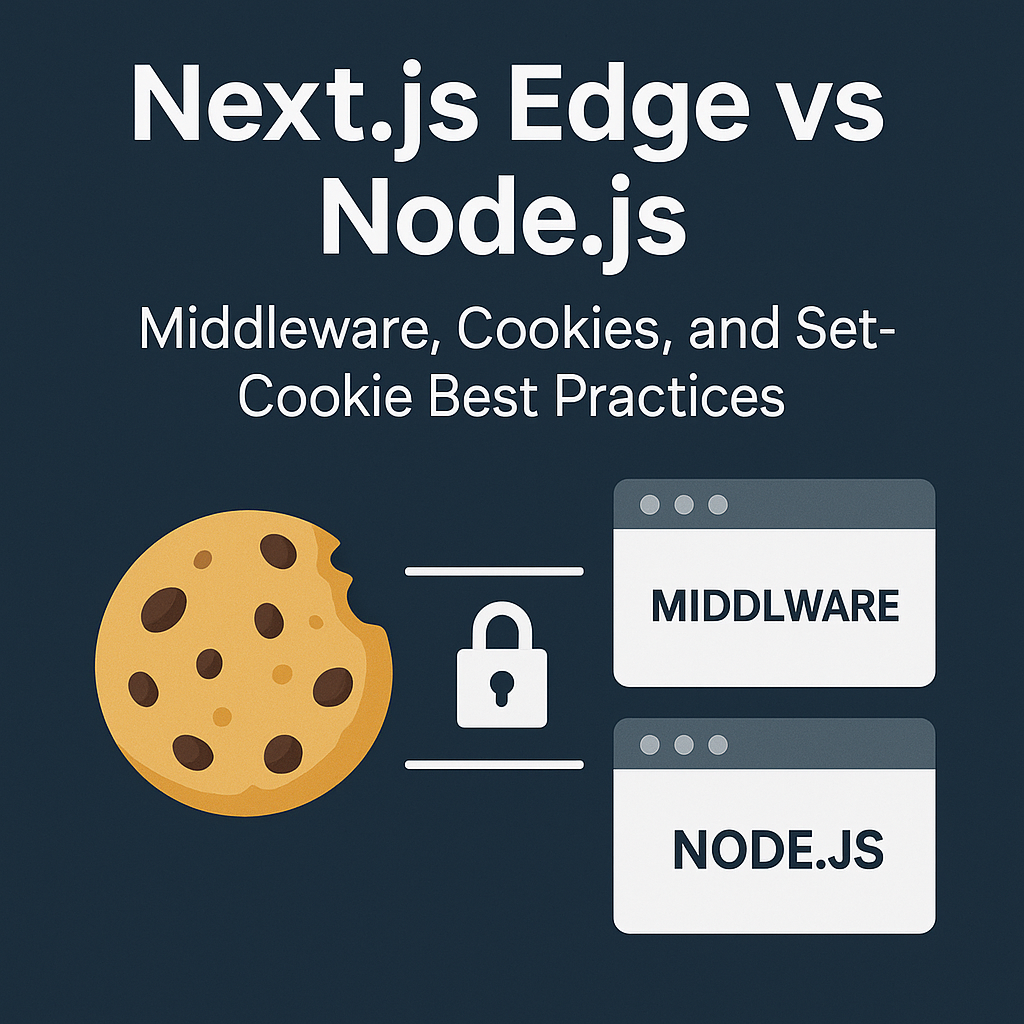 Next.js Edge vs
Node.js
Middleware, Cookies, and Set-
Cookie Best Practices
MIDDLWARE
NODE.JS